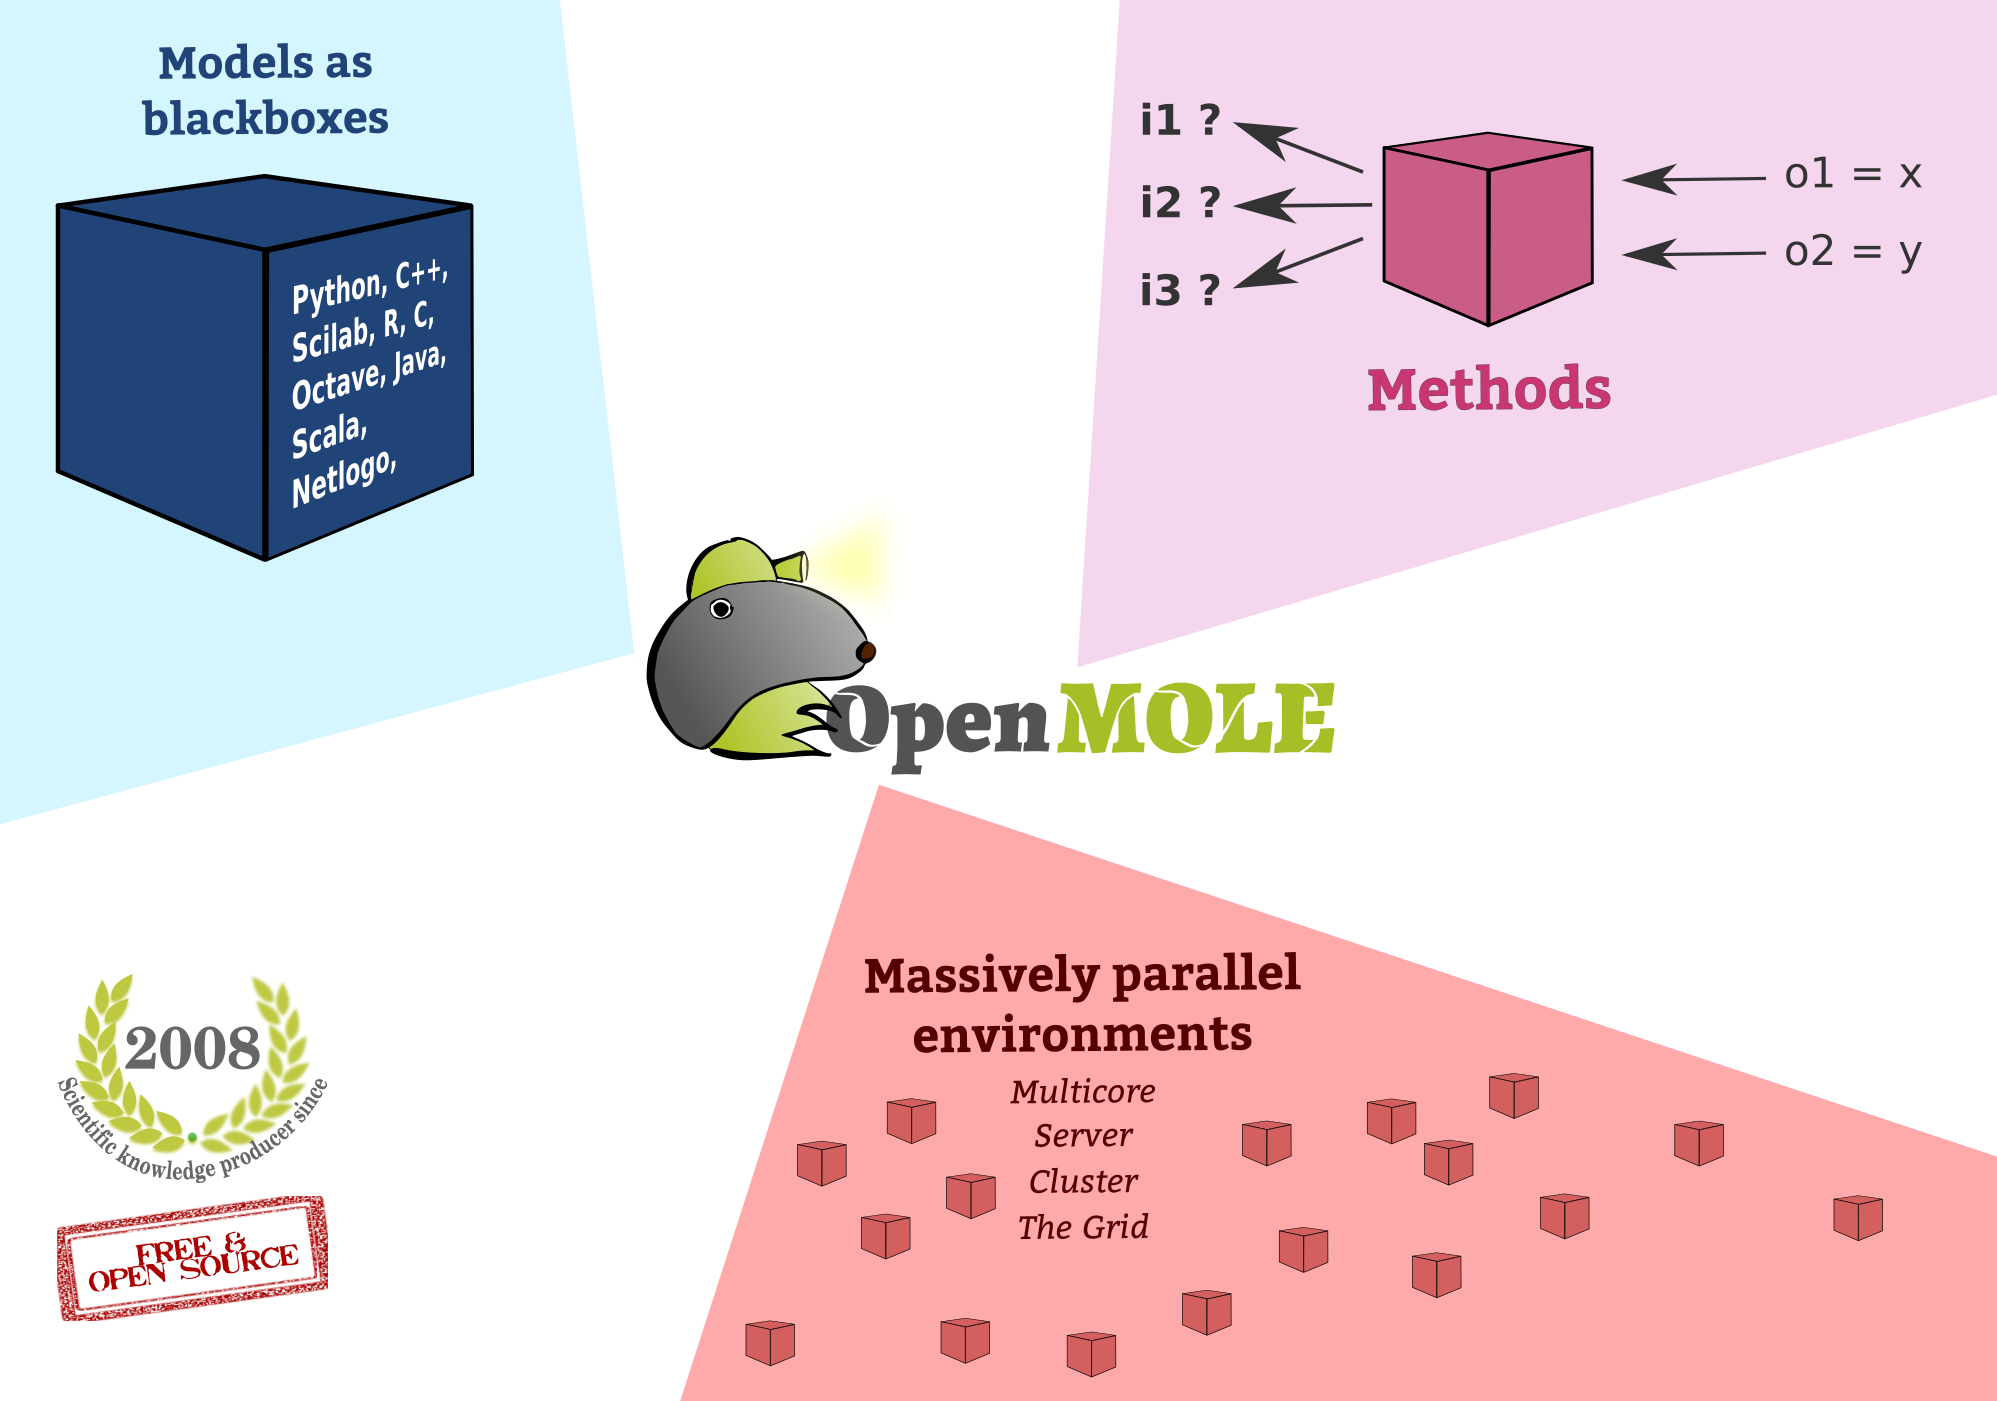 Models as
blackboxes
Python, C++,
Scilab, R, C,
Octave, Java,
Scala,
Netlogo,
i1 ?
i2 ?
i3 ?
o1 = x
o2 = y
Methods
OpenMOLE
Massively parallel
environments
Multicore
Server
Cluster
The Grid
2008
Scientific knowledge producer since
FREE &
OPEN SOURCE